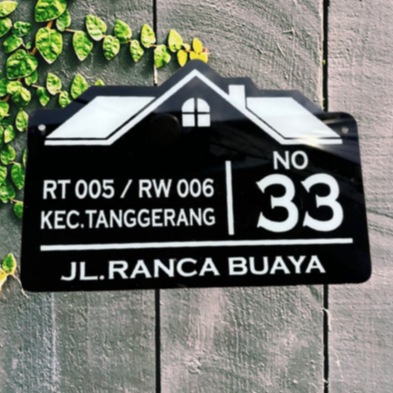 RT 005 / RW 006
KEC.TANGGERANG
NO
33
JL.RANCA BUAYA